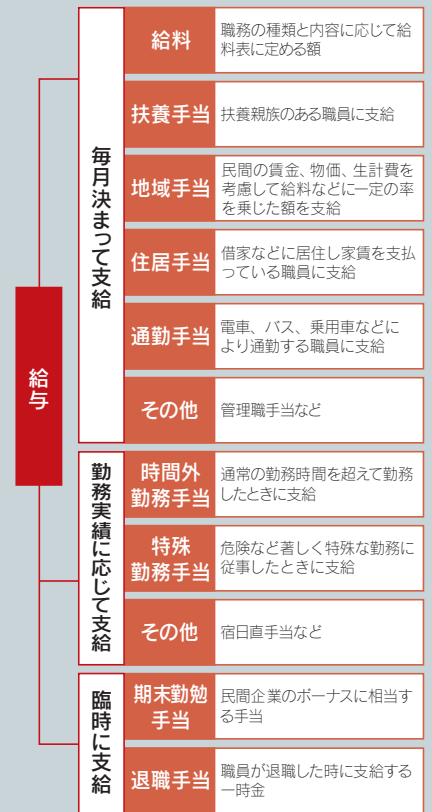 給与
毎月決まって支給
給料
職務の種類と内容に応じて給
料表に定める額
扶養手当
扶養親族のある職員に支給
地域手当
民間の賃金、物価、生計費を
考慮して給料などに一定の率
を乗じた額を支給
住居手当
借家などに居住し家賃を支払
っている職員に支給
通勤手当
電車、バス、乗用車などに
より通勤する職員に支給
その他
管理職手当など
勤務実績に応じて支給
時間外
勤務手当
通常の勤務時間を超えて勤務
したときに支給
特殊
勤務手当
危険など著しく特殊な勤務に
従事したときに支給
その他
宿日直手当など
臨時に支給
期末勤勉
手当
民間企業のボーナスに相当す
る手当
退職手当
職員が退職した時に支給する
一時金